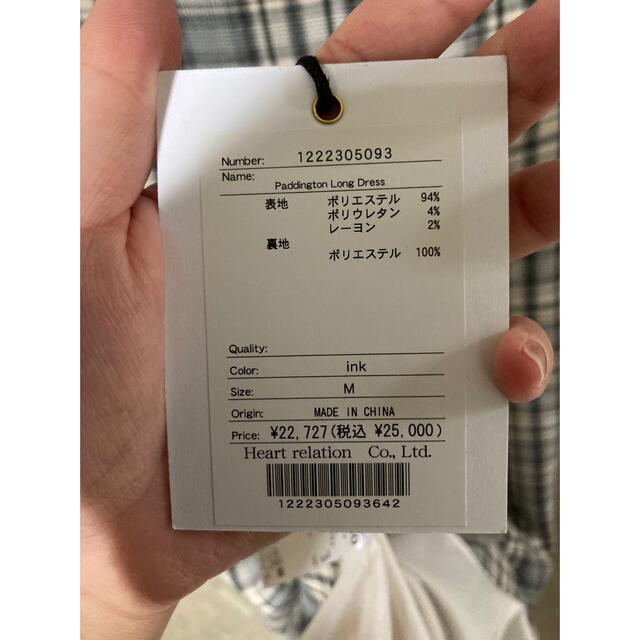 Number: 1222305093
Name: Paddington Long Dress
表地 ポリエステル 94%
ポリウレタン 4%
レーヨン 2%
裏地
ポリエステル 100%
Quality:
Color: ink
Size: M
Origin: MADE IN CHINA
Price: ¥22,727(税込 ¥25,000)
Heart relation Co., Ltd.
1222305093642